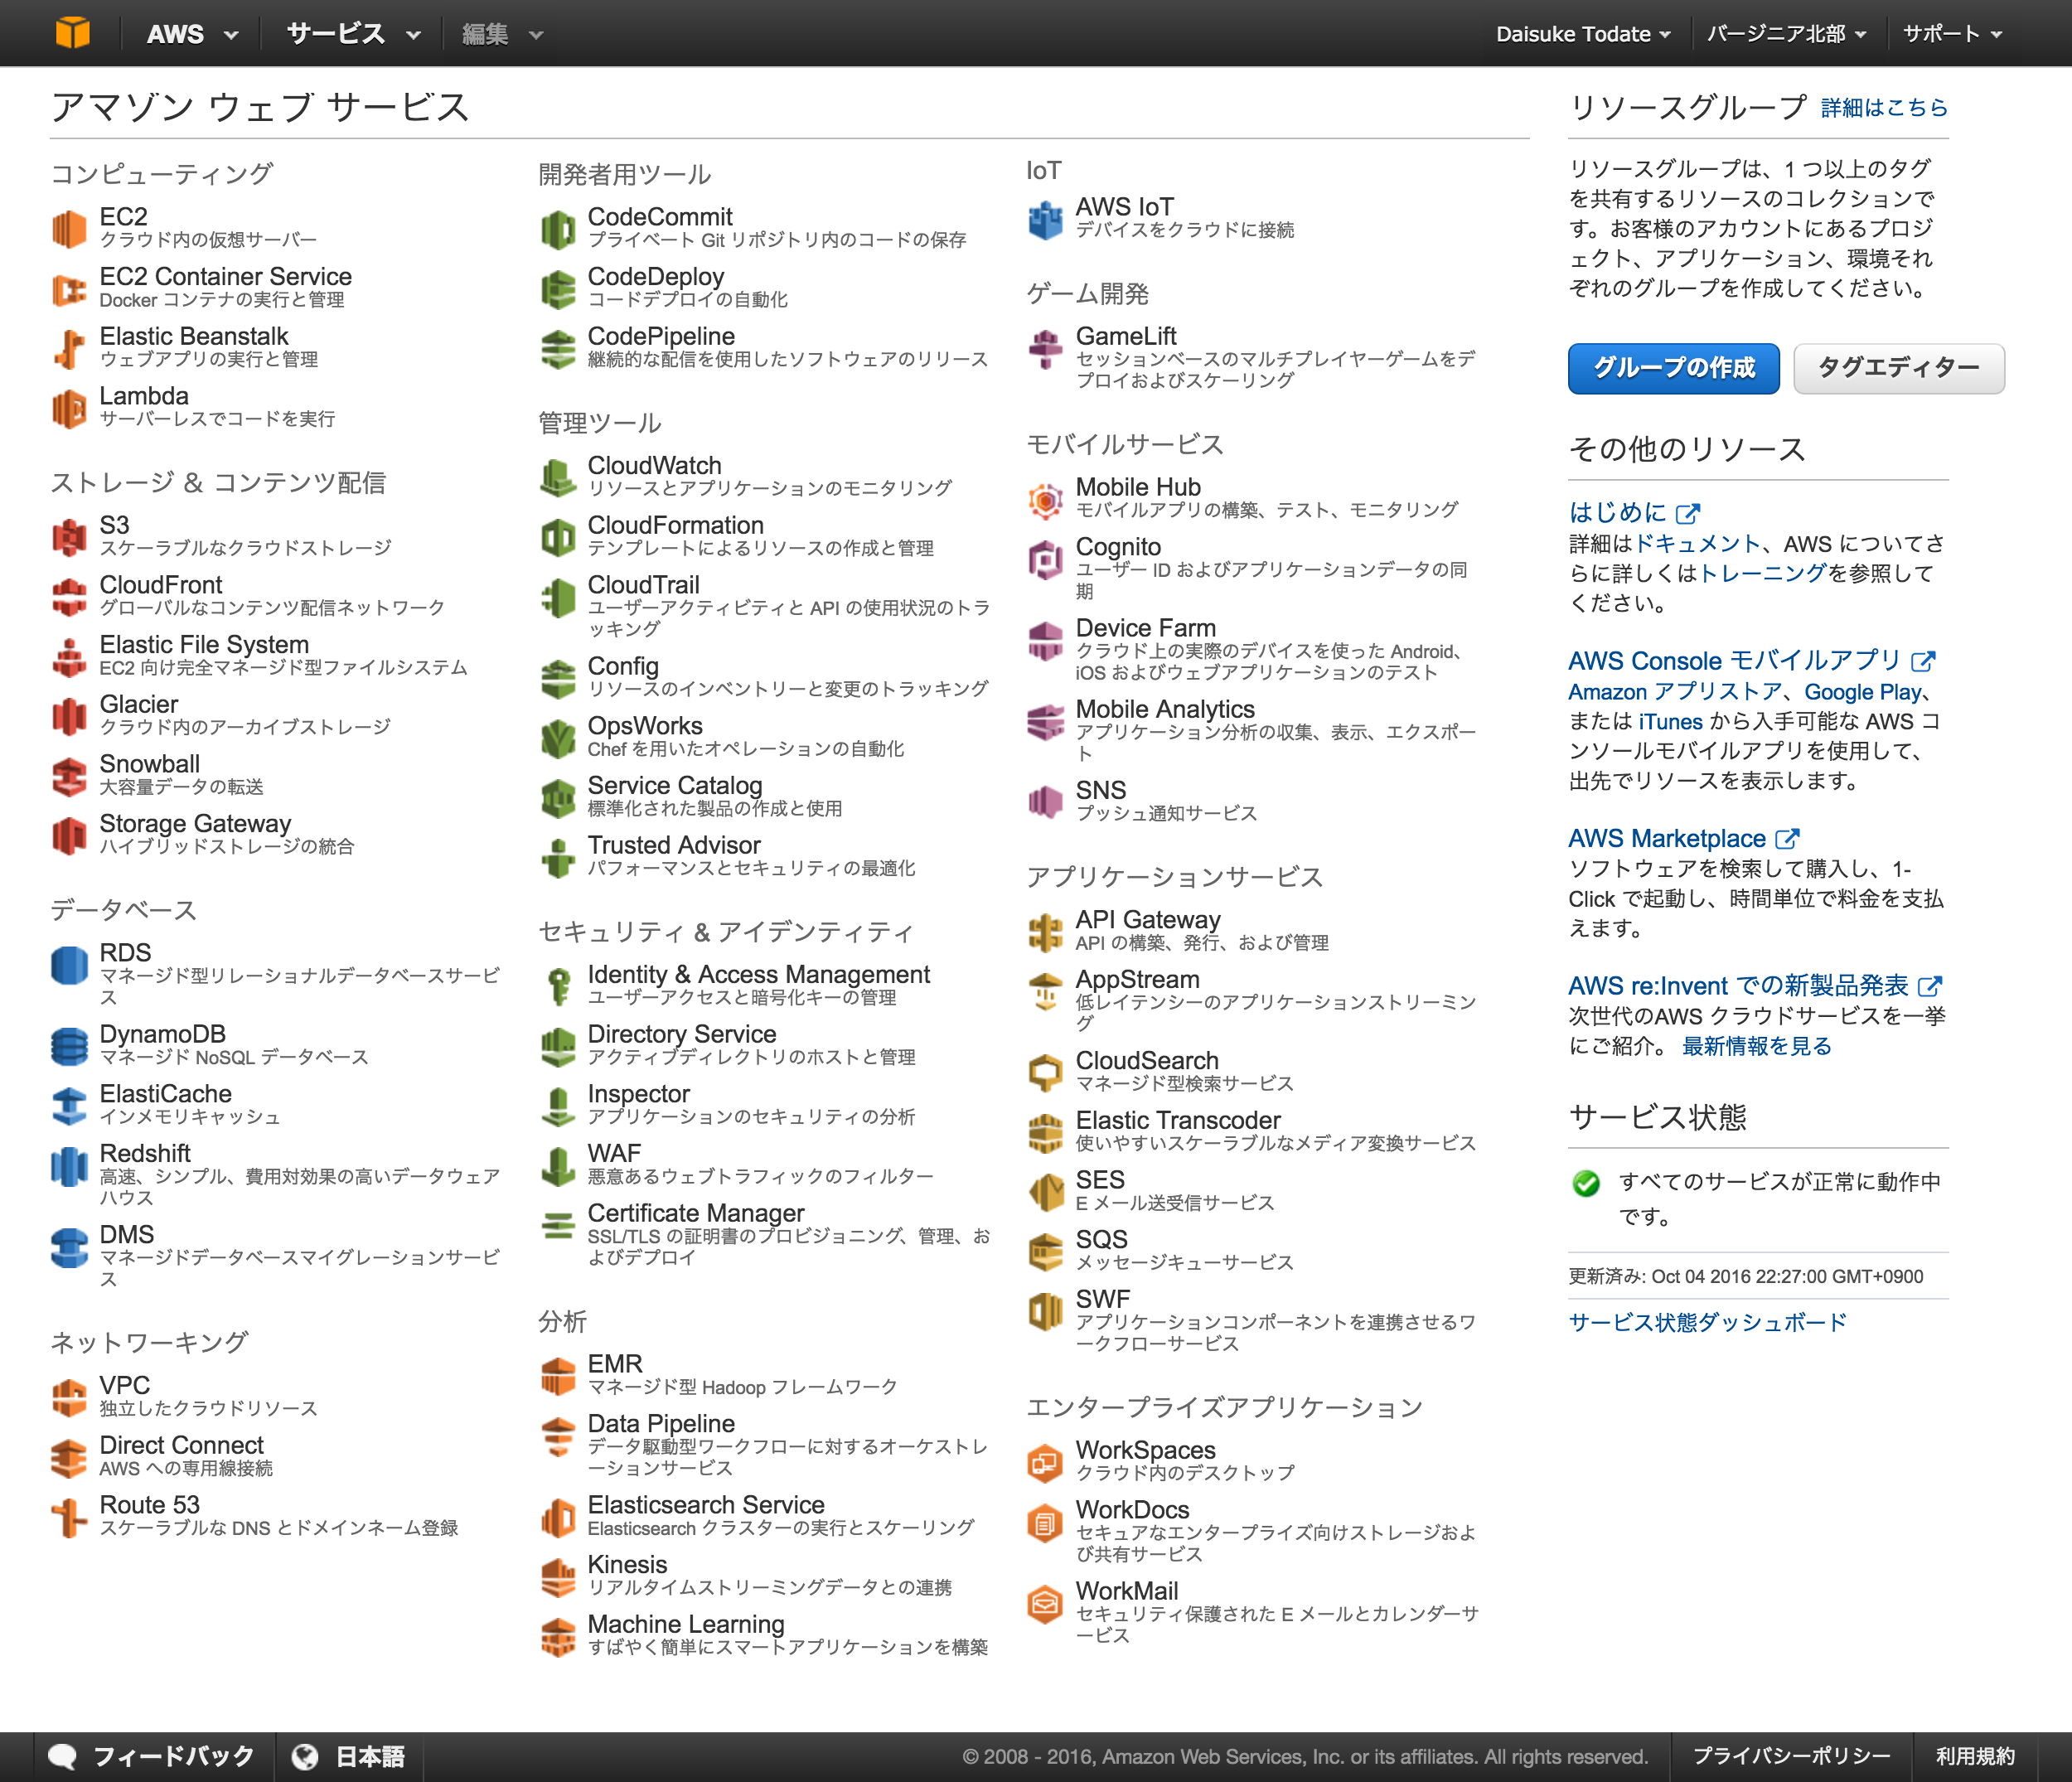 AWS
サービス
編集
Daisuke Todate
バージニア北部
サポート
アマゾン ウェブ サービス
コンピューティング
EC2
クラウド内の仮想サーバー
EC2 Container Service
Docker コンテナの実行と管理
Elastic Beanstalk
ウェブアプリの実行と管理
Lambda
サーバーレスでコードを実行
ストレージ & コンテンツ配信
S3
スケーラブルなクラウドストレージ
CloudFront
グローバルなコンテンツ配信ネットワーク
Elastic File System
EC2 向け完全マネージド型ファイルシステム
Glacier
クラウド内のアーカイブストレージ
Snowball
大容量データの転送
Storage Gateway
ハイブリッドストレージの統合
データベース
RDS
マネージド型リレーショナルデータベースサービ
ス
DynamoDB
マネージド NoSQL データベース
ElastiCache
インメモリキャッシュ
Redshift
高速、シンプル、費用対効果の高いデータウェア
ハウス
DMS
マネージドデータベースマイグレーションサービ
ス
ネットワーキング
VPC
独立したクラウドリソース
Direct Connect
AWS への専用線接続
Route 53
スケーラブルな DNS とドメインネーム登録
開発者用ツール
CodeCommit
プライベート Git リポジトリ内のコードの保存
CodeDeploy
コードデプロイの自動化
CodePipeline
継続的な配信を使用したソフトウェアのリリース
管理ツール
CloudWatch
リソースとアプリケーションのモニタリング
CloudFormation
テンプレートによるリソースの作成と管理
CloudTrail
ユーザーアクティビティと API の使用状況のトラ
ッキング
Config
リソースのインベントリーと変更のトラッキング
OpsWorks
Chef を用いたオペレーションの自動化
Service Catalog
標準化された製品の作成と使用
Trusted Advisor
パフォーマンスとセキュリティの最適化
セキュリティ & アイデンティティ
Identity & Access Management
ユーザーアクセスと暗号化キーの管理
Directory Service
アクティブディレクトリのホストと管理
Inspector
アプリケーションのセキュリティの分析
WAF
悪意あるウェブトラフィックのフィルター
Certificate Manager
SSL/TLS の証明書のプロビジョニング、管理、お
よびデプロイ
分析
EMR
マネージド型 Hadoop フレームワーク
Data Pipeline
データ駆動型ワークフローに対するオーケストレ
ーションサービス
Elasticsearch Service
Elasticsearch クラスターの実行とスケーリング
Kinesis
リアルタイムストリーミングデータとの連携
Machine Learning
すばやく簡単にスマートアプリケーションを構築
IoT
AWS IoT
デバイスをクラウドに接続
ゲーム開発
GameLift
セッションベースのマルチプレイヤーゲームをデ
プロイおよびスケーリング
モバイルサービス
Mobile Hub
モバイルアプリの構築、テスト、モニタリング
Cognito
ユーザー ID およびアプリケーションデータの同
期
Device Farm
クラウド上の実際のデバイスを使った Android、
iOS およびウェブアプリケーションのテスト
Mobile Analytics
アプリケーション分析の収集、表示、エクスポー
ト
SNS
プッシュ通知サービス
アプリケーションサービス
API Gateway
API の構築、発行、および管理
AppStream
低レイテンシーのアプリケーションストリーミン
グ
CloudSearch
マネージド型検索サービス
Elastic Transcoder
使いやすいスケーラブルなメディア変換サービス
SES
E メール送受信サービス
SQS
メッセージキューサービス
SWF
アプリケーションコンポーネントを連携させるワ
ークフローサービス
エンタープライズアプリケーション
WorkSpaces
クラウド内のデスクトップ
WorkDocs
セキュアなエンタープライズ向けストレージおよ
び共有サービス
WorkMail
セキュリティ保護された E メールとカレンダーサ
ービス
リソースグループ 詳細はこちら
リソースグループは、1 つ以上のタグ
を共有するリソースのコレクションで
す。お客様のアカウントにあるプロジ
ェクト、アプリケーション、環境それ
ぞれのグループを作成してください。
グループの作成
タグエディター
その他のリソース
はじめに
詳細はドキュメント、AWS についてさ
らに詳しくはトレーニングを参照して
ください。
AWS Console モバイルアプリ
Amazon アプリストア、Google Play、
または iTunes から入手可能な AWS コ
ンソールモバイルアプリを使用して、
出先でリソースを表示します。
AWS Marketplace
ソフトウェアを検索して購入し、1-
Click で起動し、時間単位で料金を支払
えます。
AWS re:Invent での新製品発表
次世代のAWS クラウドサービスを一挙
にご紹介。 最新情報を見る
サービス状態
すべてのサービスが正常に動作中
です。
更新済み: Oct 04 2016 22:27:00 GMT+0900
サービス状態ダッシュボード
フィードバック
日本語
© 2008 - 2016, Amazon Web Services, Inc. or its affiliates. All rights reserved.
プライバシーポリシー
利用規約